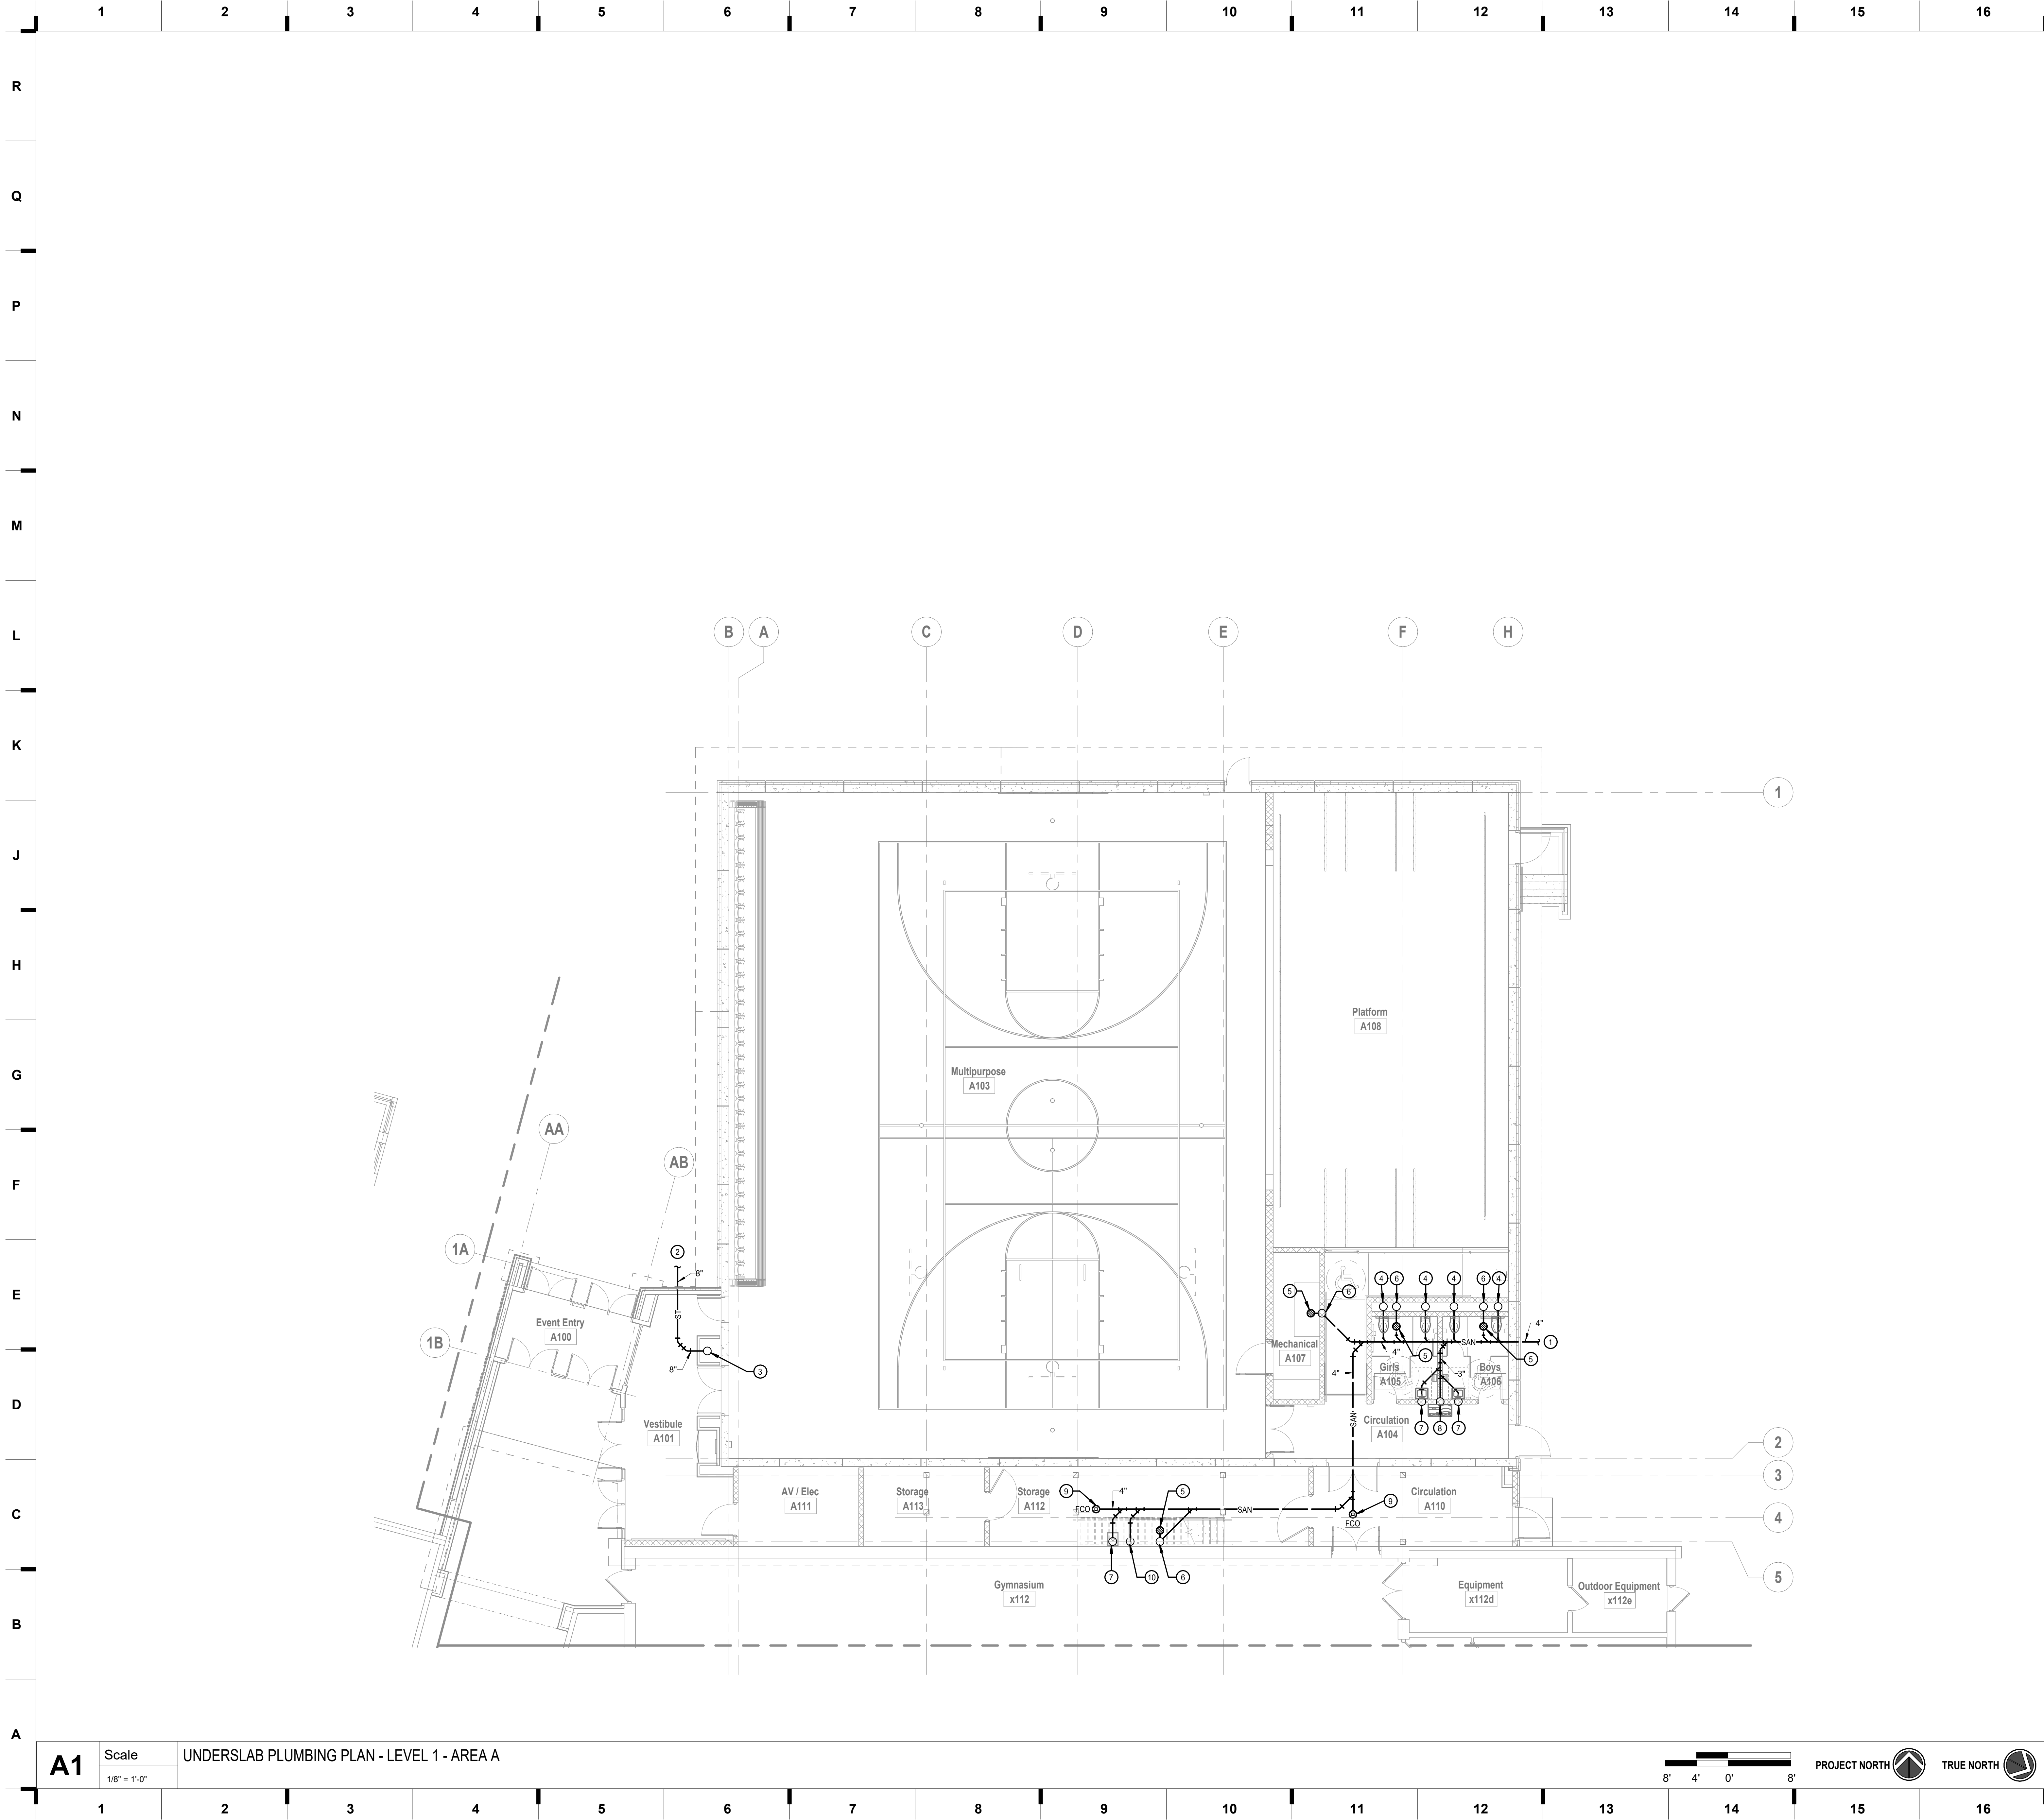 1 2 3 4 5 6 7 8 9 10 11 12 13 14 15 16
R
Q
P
N
M
L
B A C D E F H
K
1
J
H
Platform
A108
G
Multipurpose
A103
AA
F
AB
1A
2
8"
E
4 6 4 4 6 4
5 6
ST
Event Entry
A100
4"
SAN
1
1B
Mechanical
A107
4"
5
5
8"
3
Girls
A105
3"
Boys
A106
4"
D
7 8 7
SAN
Circulation
A104
Vestibule
A101
2
3
AV / Elec
A111
Storage
A113
Storage
A112
9
4"
5
9
Circulation
A110
FCO
SAN
C
FCO
4
7
10
6
5
Gymnasium
x112
Equipment
x112d
Outdoor Equipment
x112e
B
A
A1
Scale
1/8" = 1'-0"
UNDERSLAB PLUMBING PLAN - LEVEL 1 - AREA A
8' 4' 0' 8'
PROJECT NORTH
TRUE NORTH
1 2 3 4 5 6 7 8 9 10 11 12 13 14 15 16